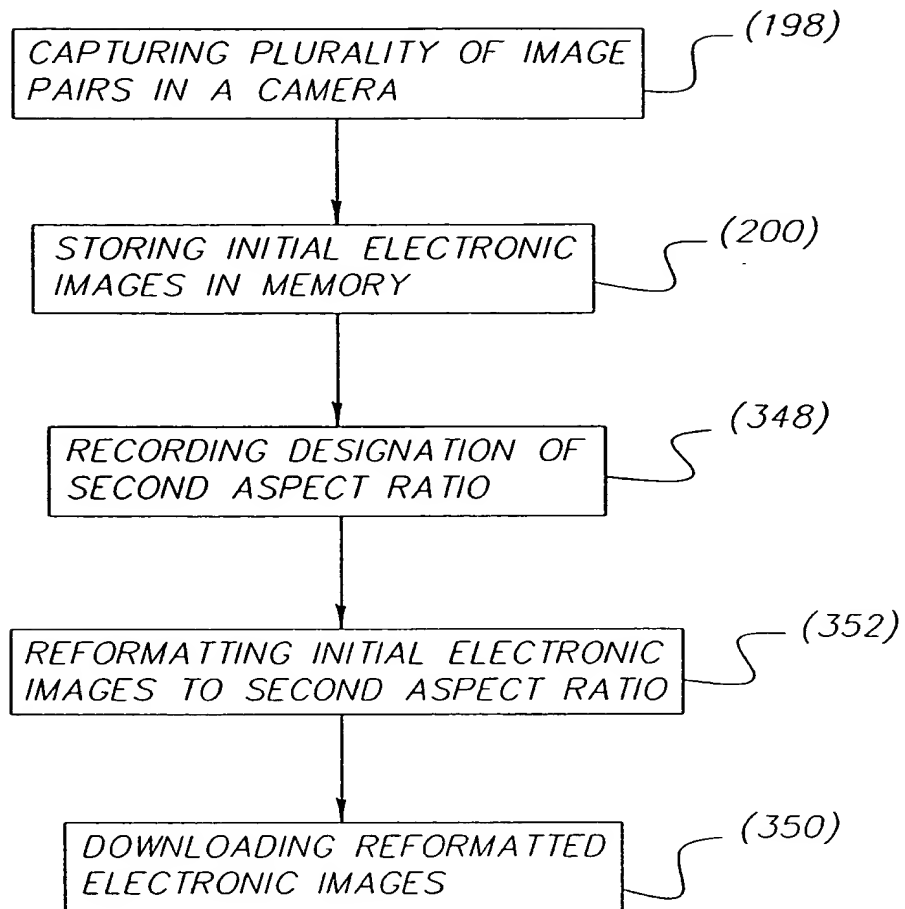 CAPTURING PLURALITY OF IMAGE
PAIRS IN A CAMERA
(198)
STORING INITIAL ELECTRONIC
IMAGES IN MEMORY
(200)
RECORDING DESIGNATION OF
SECOND ASPECT RATIO
(348)
REFORMATTING INITIAL ELECTRONIC
IMAGES TO SECOND ASPECT RATIO
(352)
DOWNLOADING REFORMATTED
ELECTRONIC IMAGES
(350)